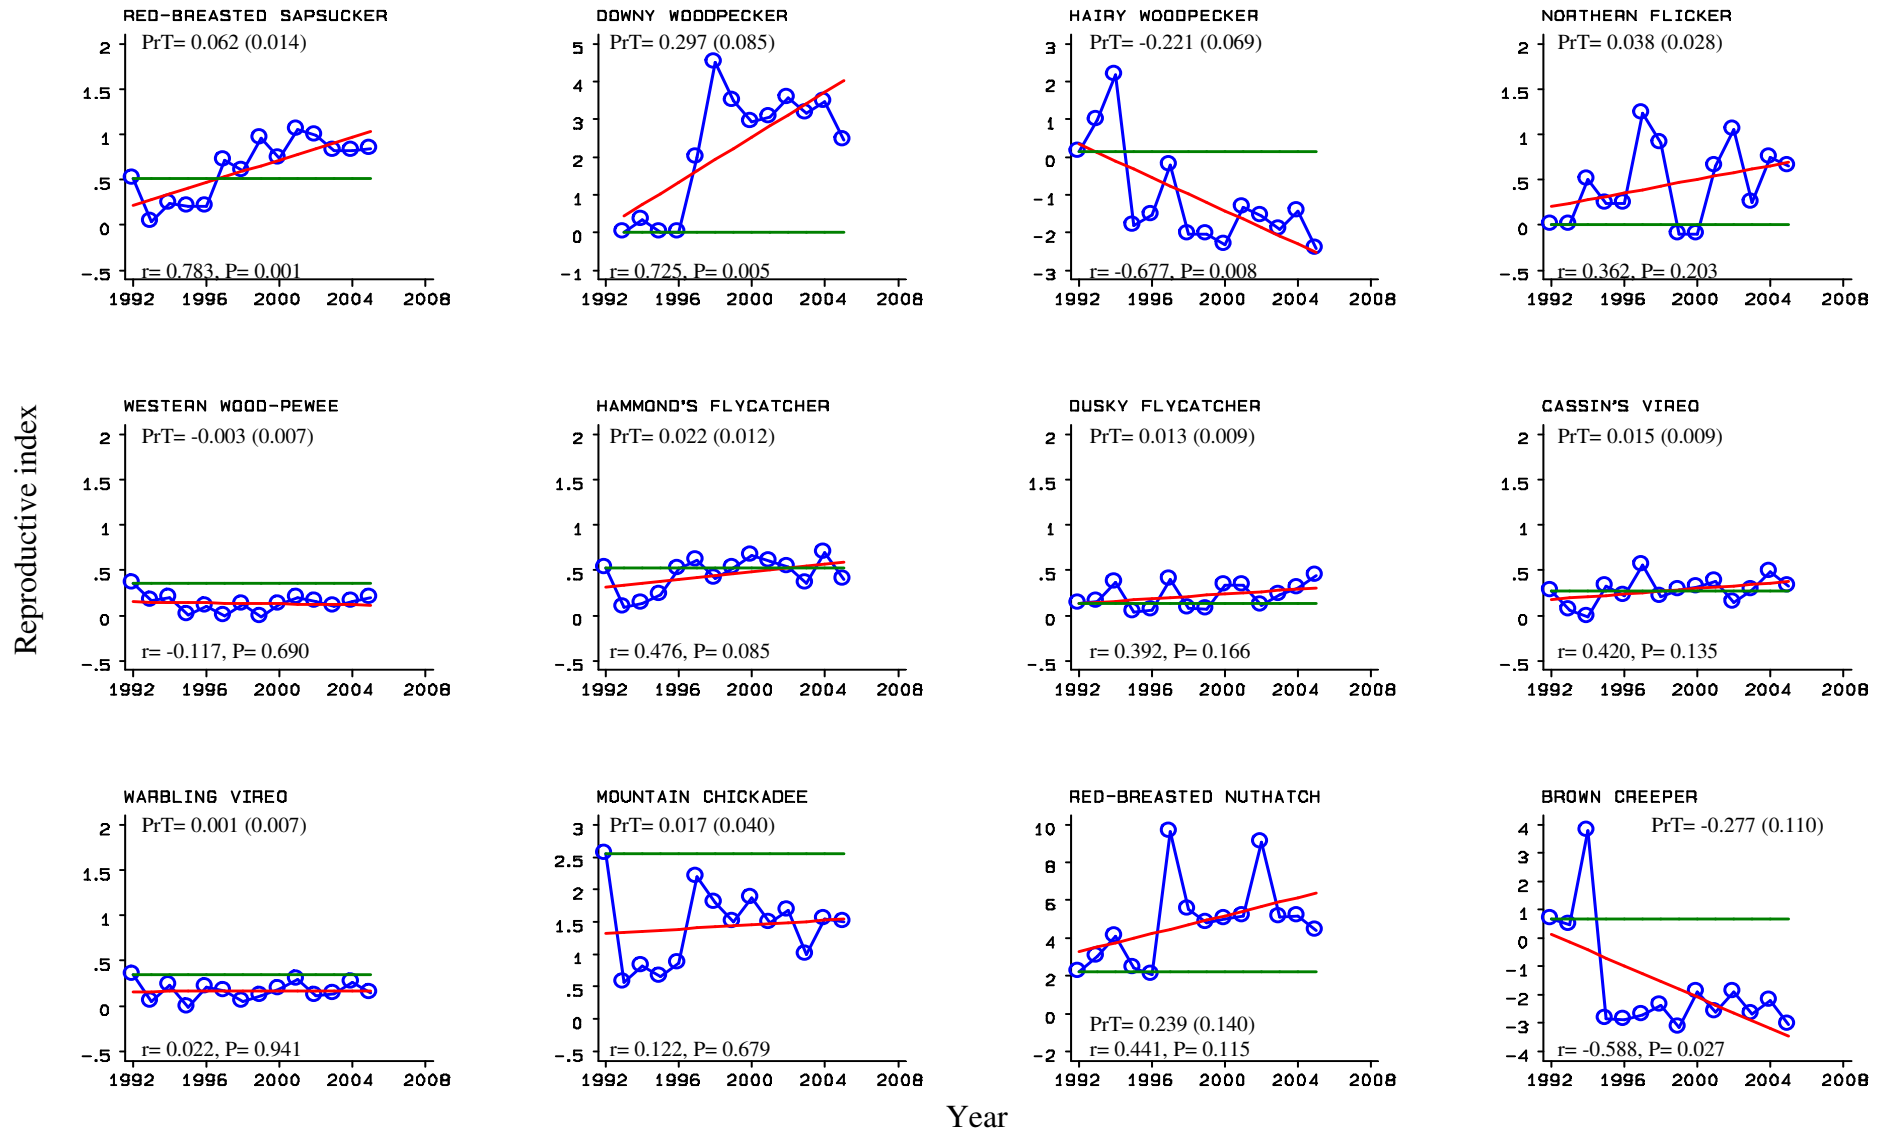 Reproductive index
RED-BREASTED SAPSUCKER
PrT= 0.062 (0.014)
2
1.5
1
.5
0
-.5
r= 0.783, P= 0.001
1992 1996 2000 2004 2008
DOWNY WOODPECKER
PrT= 0.297 (0.085)
5
4
3
2
1
0
-1
r= 0.725, P= 0.005
1992 1996 2000 2004 2008
HAIRY WOODPECKER
PrT= -0.221 (0.069)
3
2
1
0
-1
-2
-3
r= -0.677, P= 0.008
1992 1996 2000 2004 2008
NORTHERN FLICKER
PrT= 0.038 (0.028)
2
1.5
1
.5
0
-.5
r= 0.362, P= 0.203
1992 1996 2000 2004 2008
WESTERN WOOD-PEWEE
PrT= -0.003 (0.007)
2
1.5
1
.5
0
-.5
r= -0.117, P= 0.690
1992 1996 2000 2004 2008
HAMMOND'S FLYCATCHER
PrT= 0.022 (0.012)
2
1.5
1
.5
0
-.5
r= 0.476, P= 0.085
1992 1996 2000 2004 2008
DUSKY FLYCATCHER
PrT= 0.013 (0.009)
2
1.5
1
.5
0
-.5
r= 0.392, P= 0.166
1992 1996 2000 2004 2008
CASSIN'S VIREO
PrT= 0.015 (0.009)
2
1.5
1
.5
0
-.5
r= 0.420, P= 0.135
1992 1996 2000 2004 2008
WARBLING VIREO
PrT= 0.001 (0.007)
2
1.5
1
.5
0
-.5
r= 0.022, P= 0.941
1992 1996 2000 2004 2008
MOUNTAIN CHICKADEE
PrT= 0.017 (0.040)
3
2.5
2
1.5
1
.5
0
-.5
r= 0.122, P= 0.679
1992 1996 2000 2004 2008
RED-BREASTED NUTHATCH
10
8
6
4
2
0
-2
PrT= 0.239 (0.140)
r= 0.441, P= 0.115
1992 1996 2000 2004 2008
BROWN CREEPER
PrT= -0.277 (0.110)
4
3
2
1
0
-1
-2
-3
-4
r= -0.588, P= 0.027
1992 1996 2000 2004 2008
Year